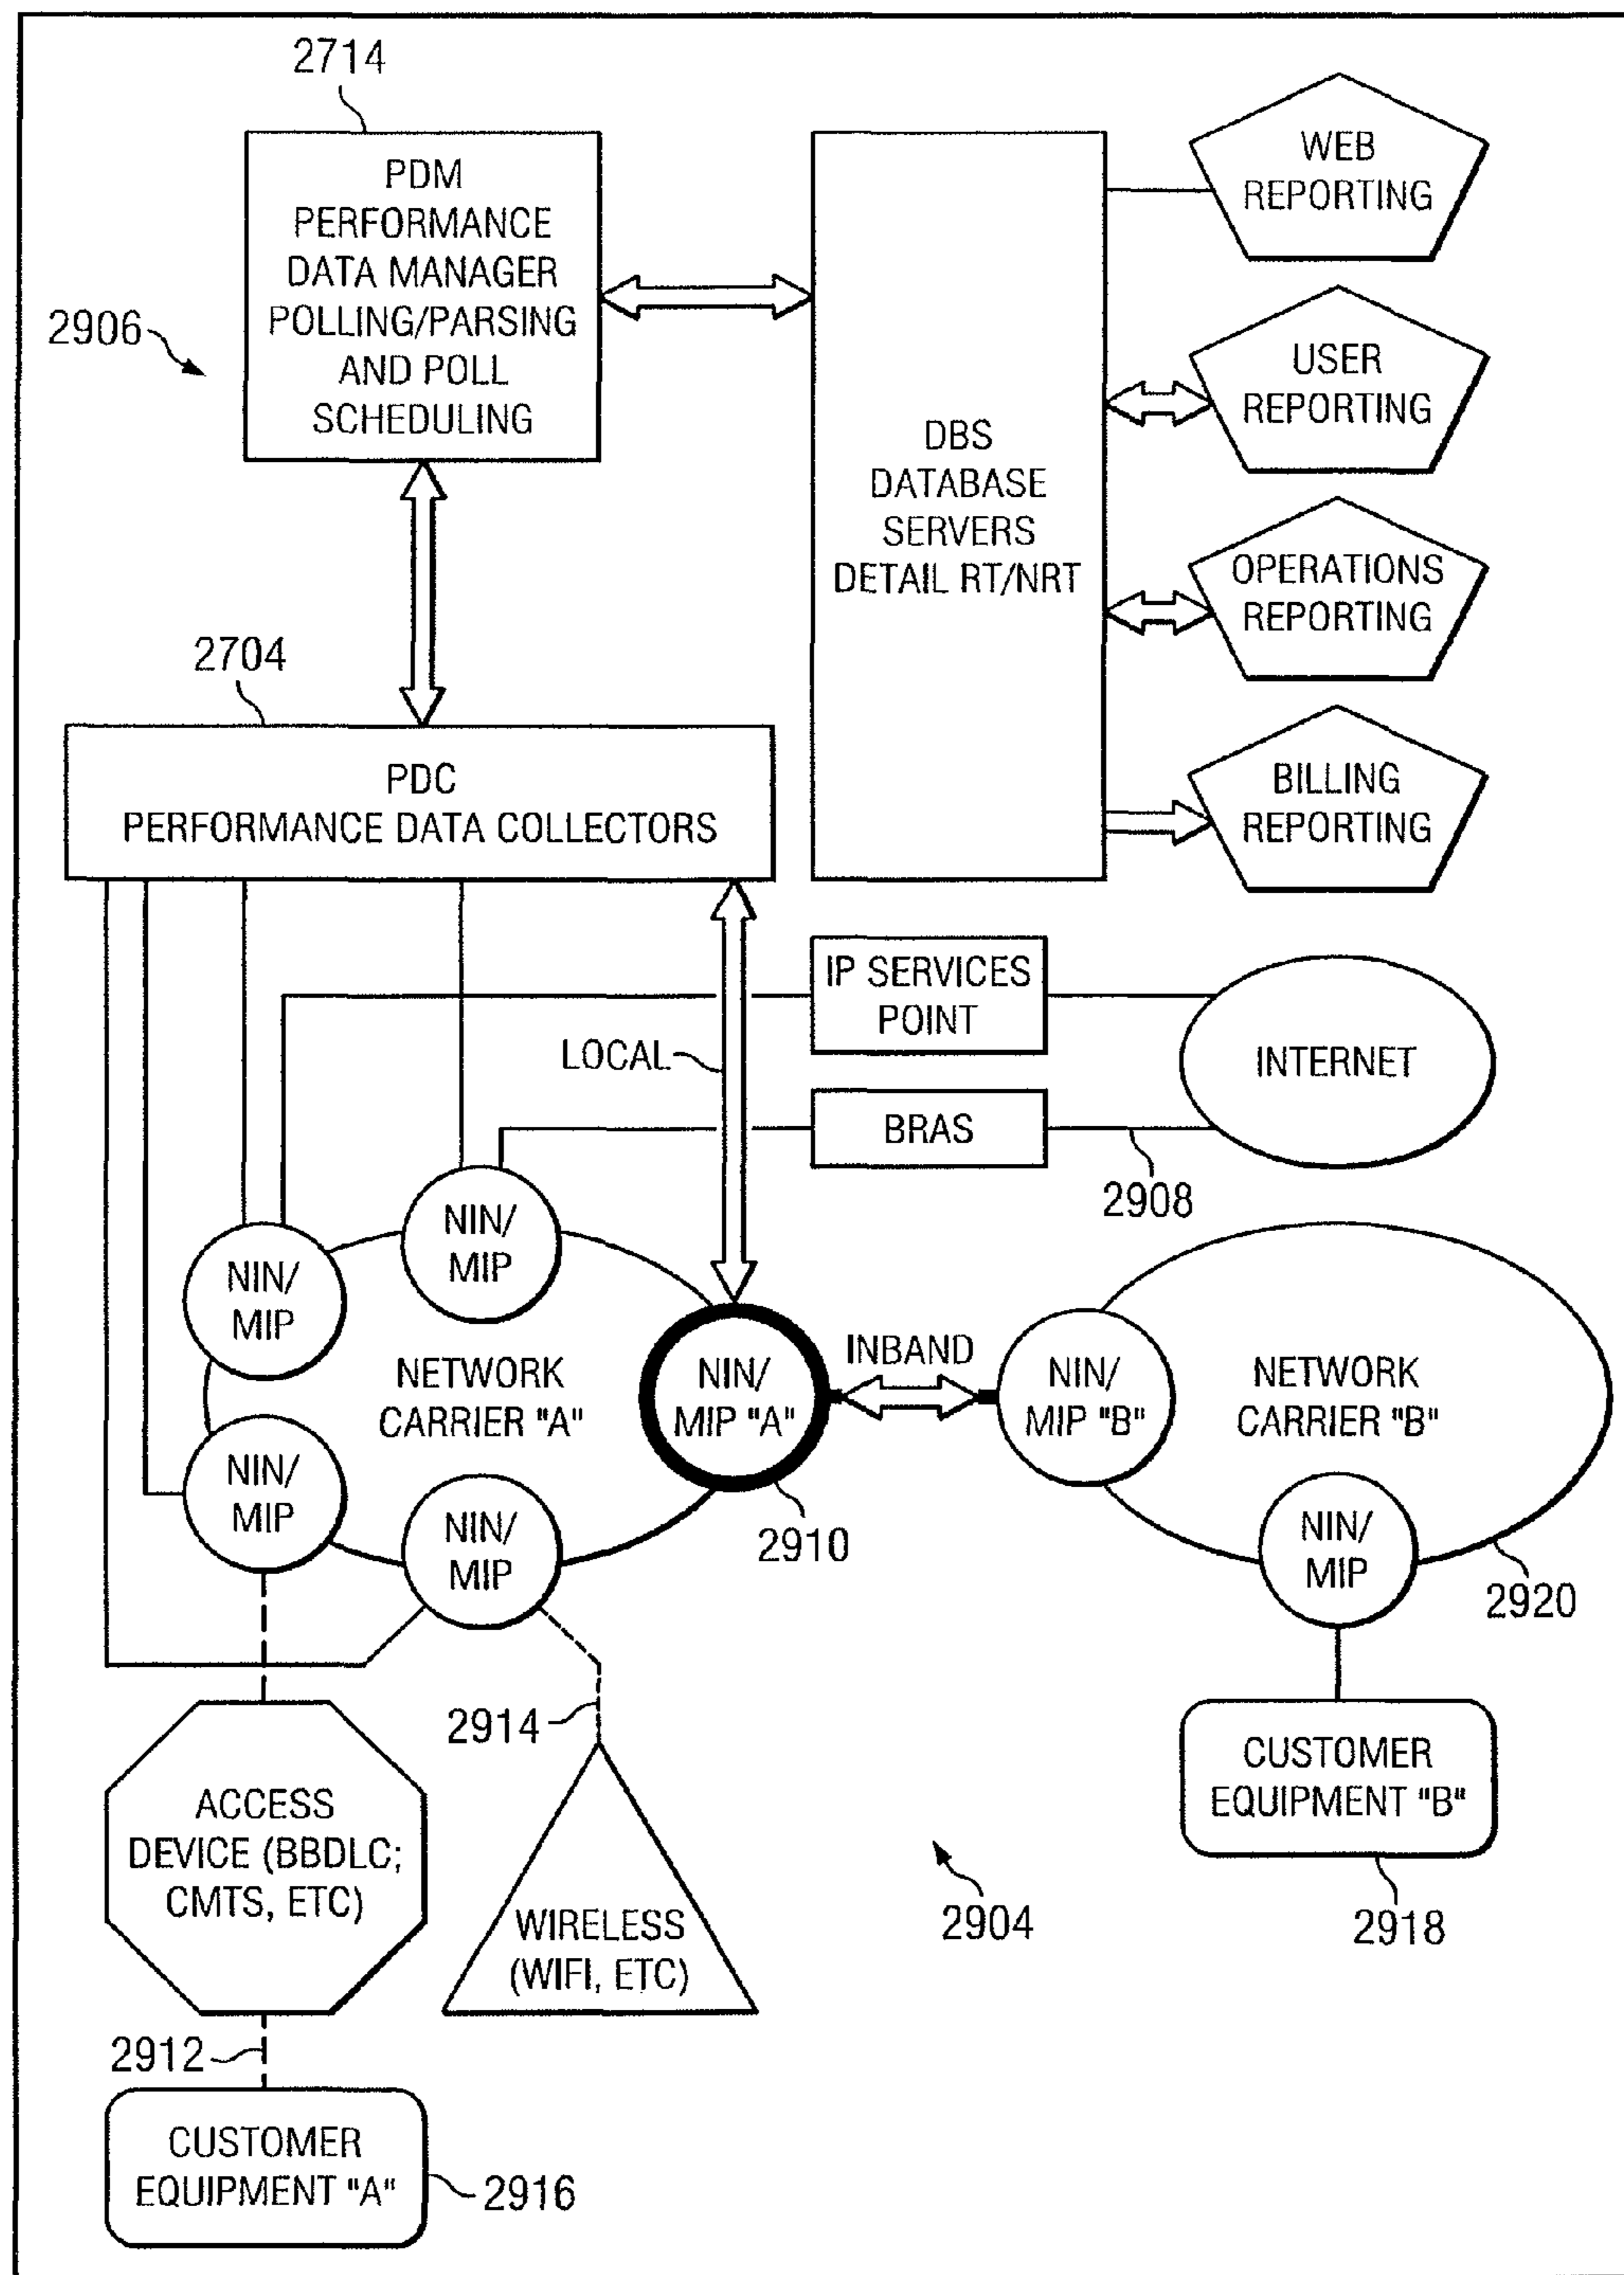 2714
PDM
PERFORMANCE
DATA MANAGER
POLLING/PARSING
AND POLL
SCHEDULING
2906
DBS
DATABASE
SERVERS
DETAIL RT/NRT
WEB
REPORTING
USER
REPORTING
OPERATIONS
REPORTING
BILLING
REPORTING
2704
PDC
PERFORMANCE DATA COLLECTORS
IP SERVICES
POINT
LOCAL
INTERNET
BRAS
2908
NIN/
MIP
NIN/
MIP
NETWORK
CARRIER "A"
NIN/
MIP "A"
INBAND
NIN/
MIP "B"
NETWORK
CARRIER "B"
NIN/
MIP
NIN/
MIP
2910
NIN/
MIP
2920
2914
ACCESS
DEVICE (BBDLC;
CMTS, ETC)
WIRELESS
(WIFI, ETC)
2904
CUSTOMER
EQUIPMENT "B"
2918
2912
CUSTOMER
EQUIPMENT "A"
2916